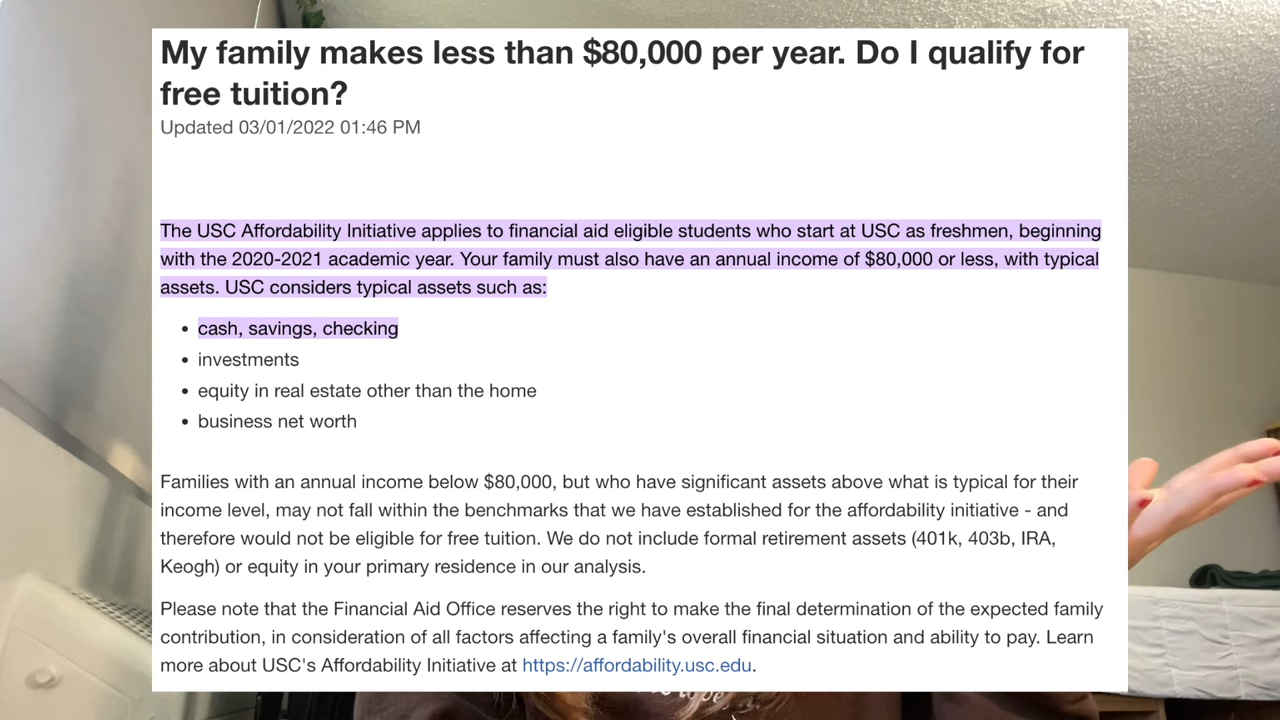 My family makes less than $80,000 per year. Do I qualify for
free tuition?
Updated 03/01/2022 01:46 PM
The USC Affordability Initiative applies to financial aid eligible students who start at USC as freshmen, beginning
with the 2020-2021 academic year. Your family must also have an annual income of $80,000 or less, with typical
assets. USC considers typical assets such as:
• cash, savings, checking
• investments
• equity in real estate other than the home
• business net worth
Families with an annual income below $80,000, but who have significant assets above what is typical for their
income level, may not fall within the benchmarks that we have established for the affordability initiative - and
therefore would not be eligible for free tuition. We do not include formal retirement assets (401k, 403b, IRA,
Keogh) or equity in your primary residence in our analysis.
Please note that the Financial Aid Office reserves the right to make the final determination of the expected family
contribution, in consideration of all factors affecting a family's overall financial situation and ability to pay. Learn
more about USC's Affordability Initiative at https://affordability.usc.edu.